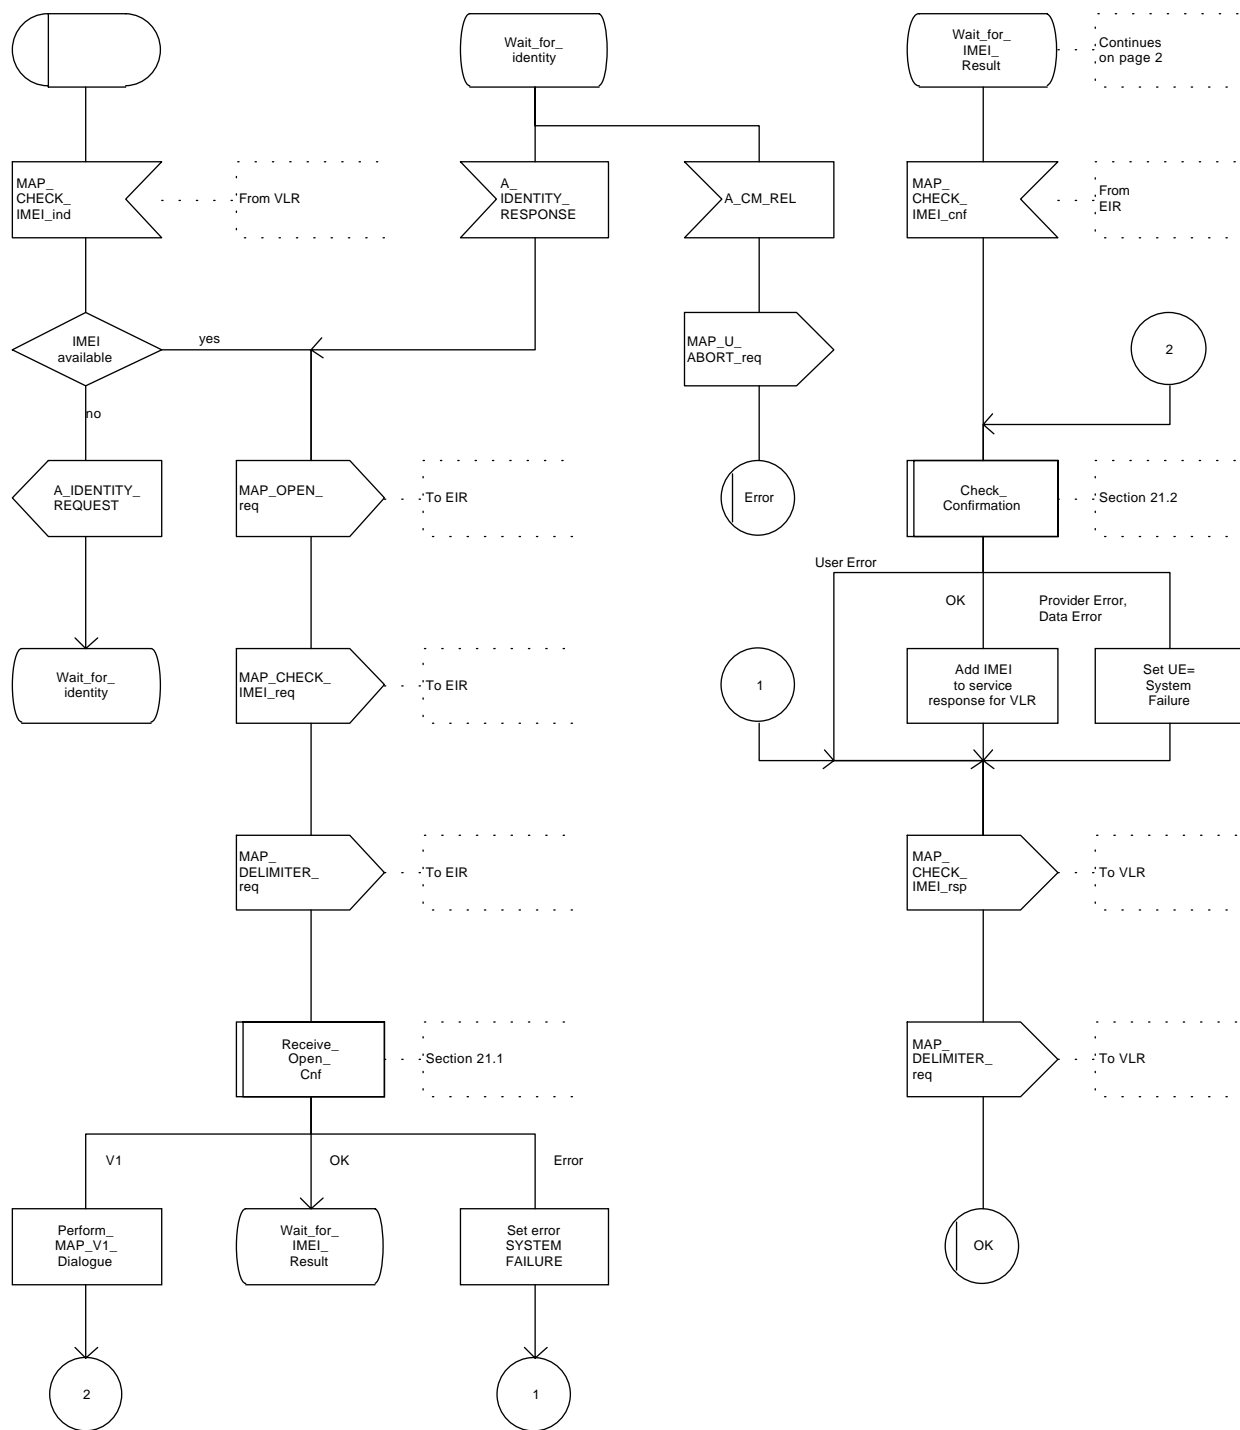 Wait_for_
identity
Wait_for_
IMEI_
Result
Continues
on page 2
MAP_
CHECK_
IMEI_ind
From VLR
A_
IDENTITY_
RESPONSE
A_CM_REL
MAP_
CHECK_
IMEI_cnf
From
EIR
IMEI
available
yes
no
MAP_U_
ABORT_req
2
A_IDENTITY_
REQUEST
MAP_OPEN_
req
To EIR
Error
Check_
Confirmation
Section 21.2
User Error
OK
Provider Error,
Data Error
Wait_for_
identity
MAP_CHECK_
IMEI_req
To EIR
1
Add IMEI
to service
response for VLR
Set UE=
System
Failure
MAP_
DELIMITER_
req
To EIR
MAP_
CHECK_
IMEI_rsp
To VLR
Receive_
Open_
Cnf
Section 21.1
MAP_
DELIMITER_
req
To VLR
V1
OK
Error
Perform_
MAP_V1_
Dialogue
Wait_for_
IMEI_
Result
Set error
SYSTEM
FAILURE
OK
2
1